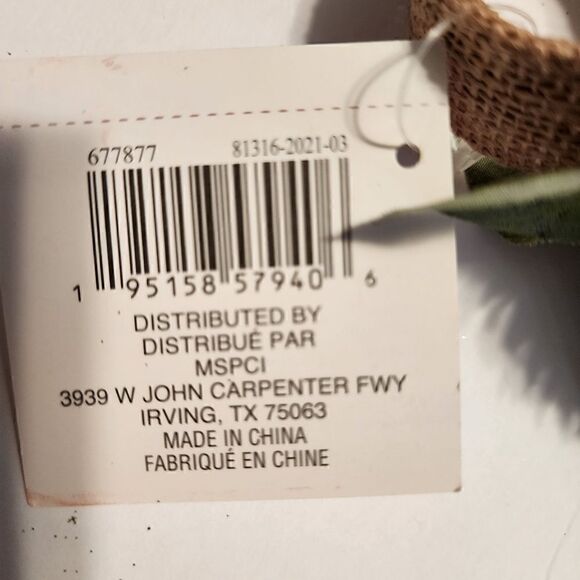 677877 81316-2021-03
1 95158 57940 6
DISTRIBUTED BY
DISTRIBUÉ PAR
MSPCI
3939 W JOHN CARPENTER FWY
IRVING, TX 75063
MADE IN CHINA
FABRIQUÉ EN CHINE